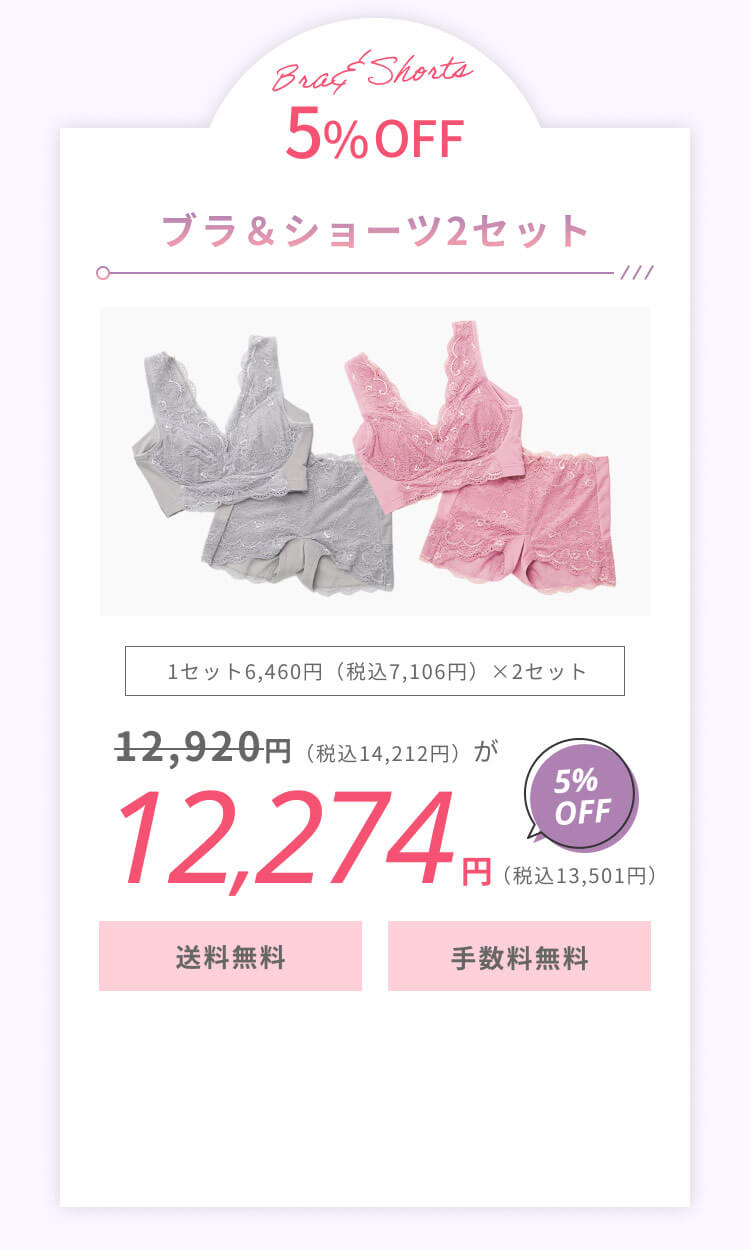 Bra & Shorts
5%OFF
ブラ＆ショーツ2セット
1セット6,460円（税込7,106円）×2セット
12,920円（税込14,212円）が
5%
OFF
12,274円（税込13,501円）
送料無料
手数料無料